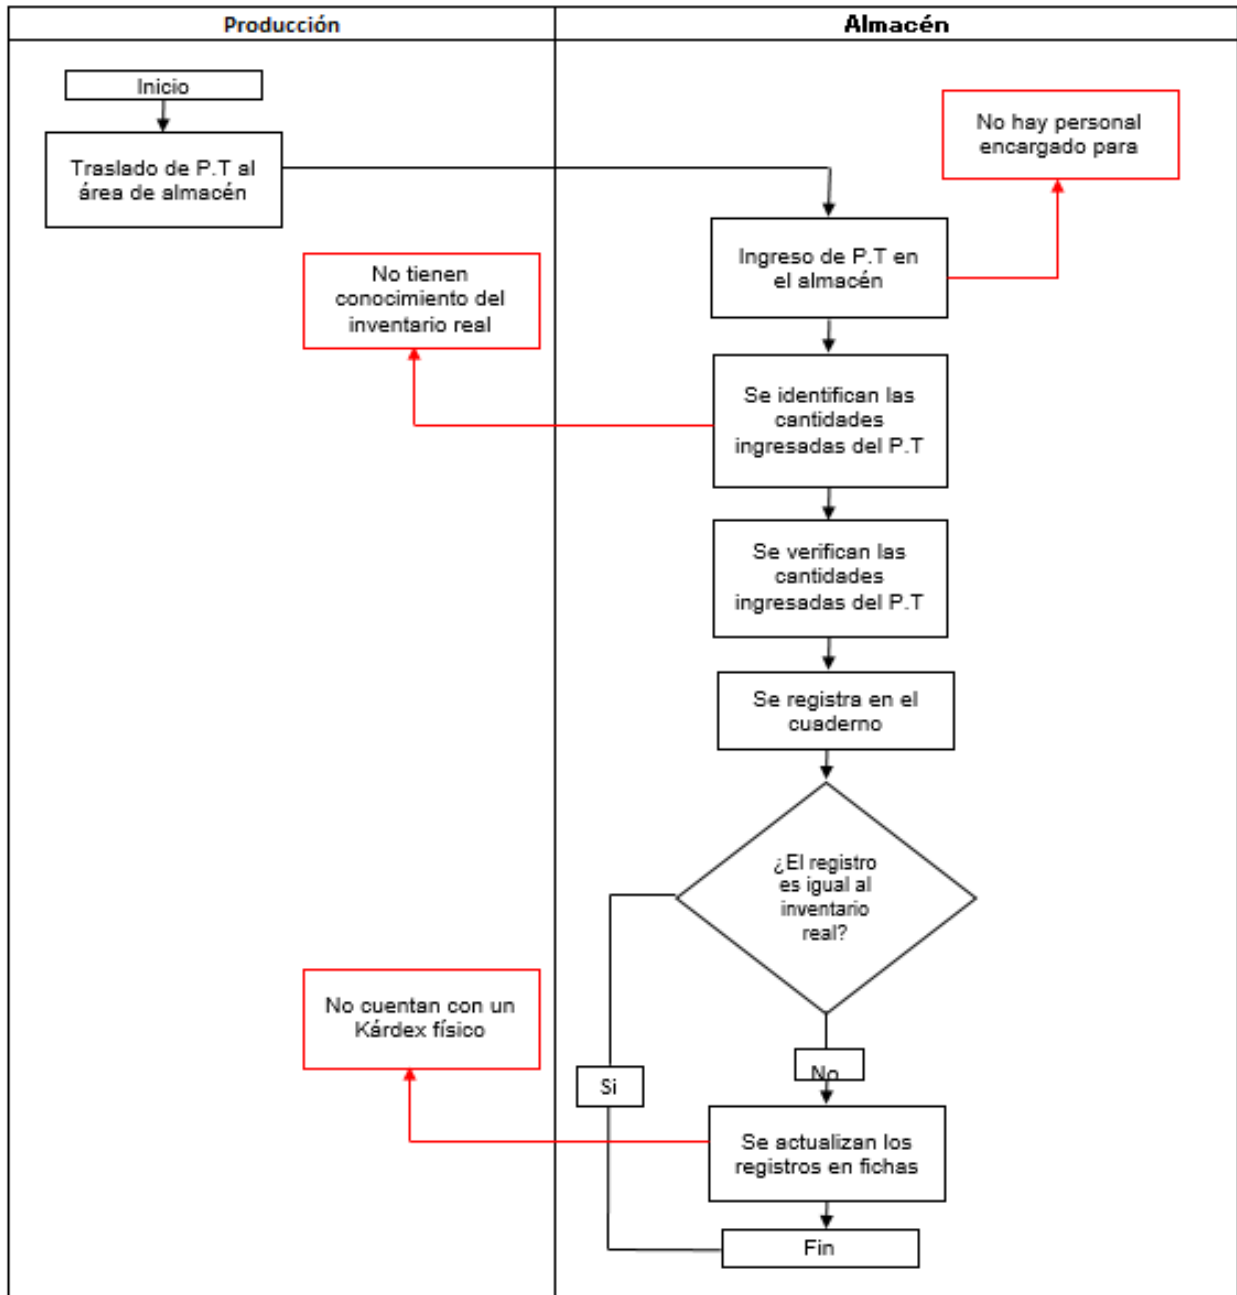 Producción
Almacén
Inicio
No hay personal
encargado para
Traslado de P.T al
área de almacén
Ingreso de P.T en
el almacén
No tienen
conocimiento del
inventario real
Se identifican las
cantidades
ingresadas del P.T
Se verifican las
cantidades
ingresadas del P.T
Se registra en el
cuaderno
¿El registro
es igual al
inventario
real?
No cuentan con un
Kárdex físico
No
Si
Se actualizan los
registros en fichas
Fin